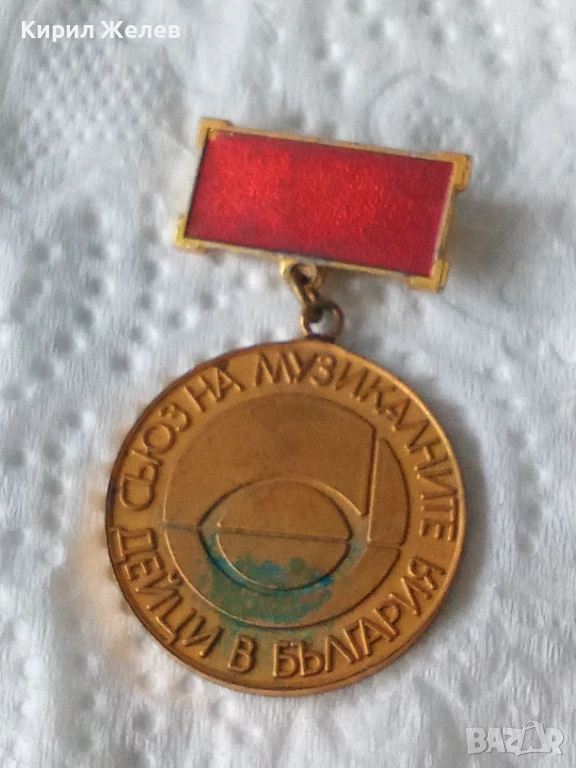 Кирил Желев
СЪЮЗ НА МУЗИКАЛНИТЕ
ДЕЙЦИ В БЪЛГАРИЯ
BAZAR